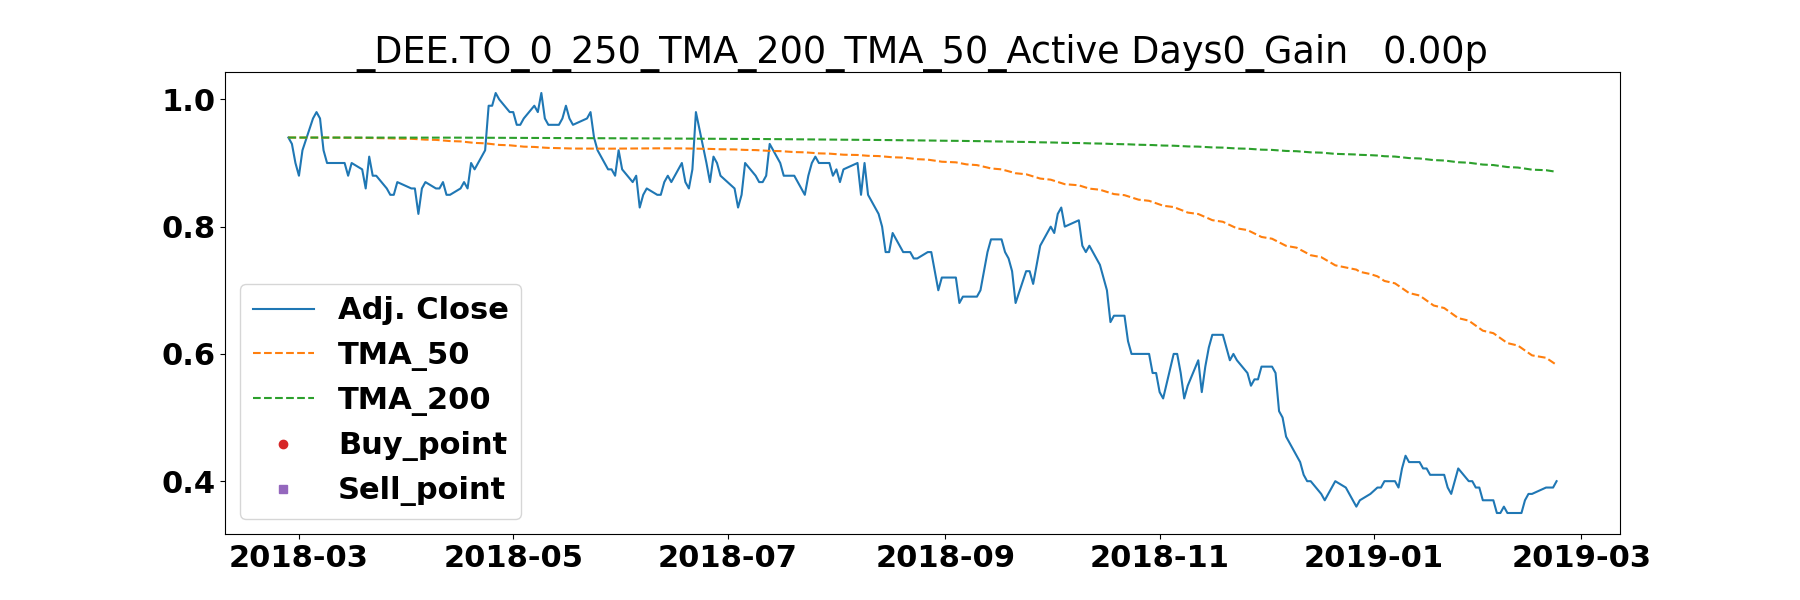 _DEE.TO_0_250_TMA_200_TMA_50_Active Days0_Gain   0.00p
1.0
0.8
0.6
0.4
Adj. Close
TMA_50
TMA_200
Buy_point
Sell_point
2018-03 2018-05 2018-07 2018-09 2018-11 2019-01 2019-03